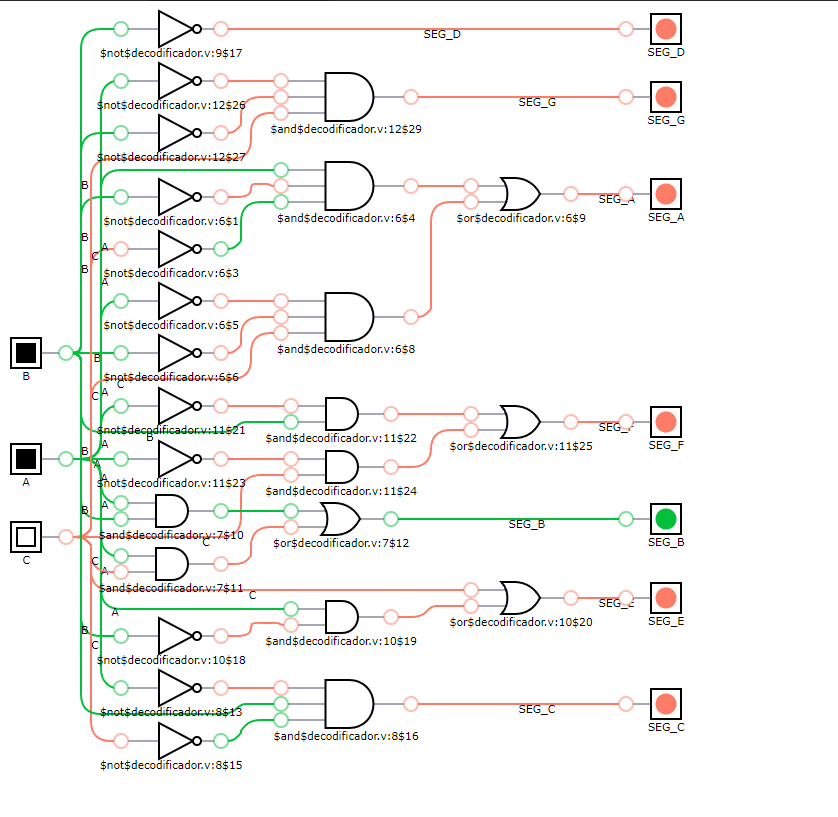 SEG_D
SEG_D
$not$decodificador.v:9$17
$not$decodificador.v:12$26
SEG_G
SEG_G
$and$decodificador.v:12$29
$not$decodificador.v:12$27
B
SEG_A
SEG_A
$not$decodificador.v:6$1
$and$decodificador.v:6$4
$or$decodificador.v:6$9
B
A
C
B
$not$decodificador.v:6$3
A
$not$decodificador.v:6$5
$and$decodificador.v:6$8
B
B
$not$decodificador.v:6$6
C
A
C
SEG_F
SEG_F
$not$decodificador.v:11$21
$and$decodificador.v:11$22
$or$decodificador.v:11$25
B
A
B
A
A
A
$not$decodificador.v:11$23
$and$decodificador.v:11$24
A
B
SEG_B
SEG_B
$and$decodificador.v:7$10
C
$or$decodificador.v:7$12
C
C
A
$and$decodificador.v:7$11
C
SEG_E
SEG_E
A
$or$decodificador.v:10$20
B
$and$decodificador.v:10$19
C
$not$decodificador.v:10$18
$not$decodificador.v:8$13
SEG_C
SEG_C
$and$decodificador.v:8$16
$not$decodificador.v:8$15